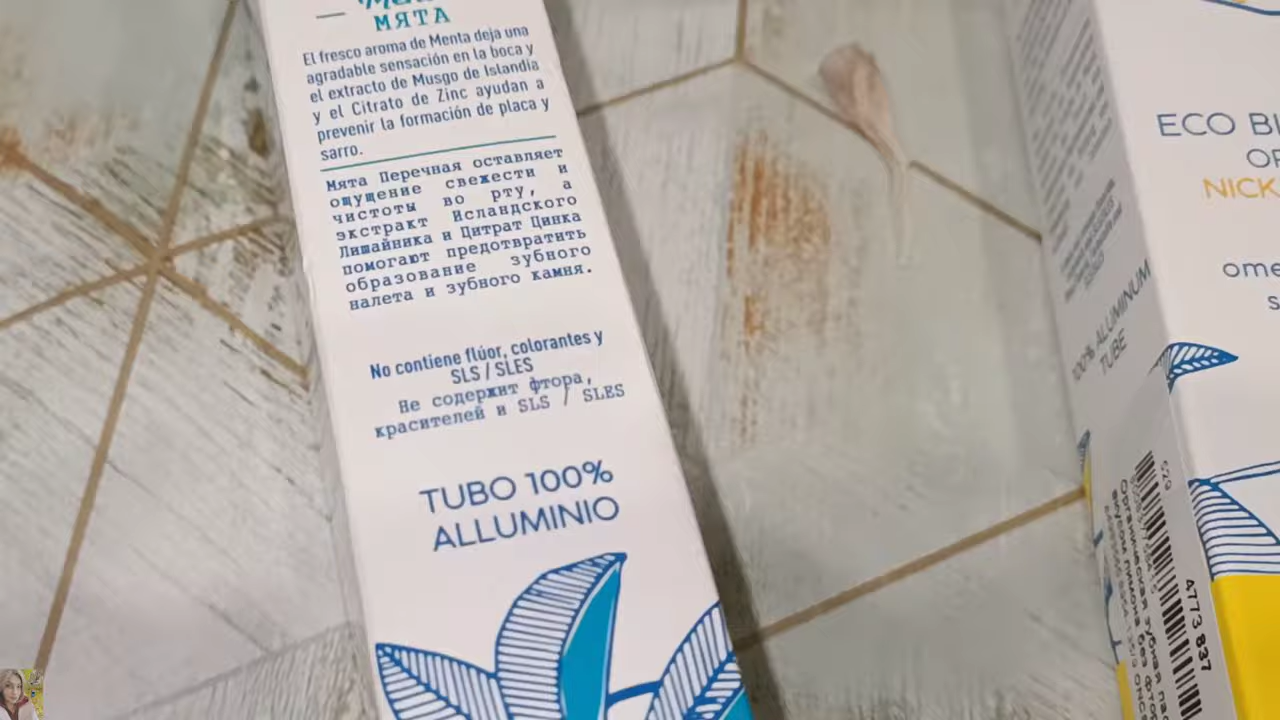 МЯТА
El fresco aroma de Menta deja una
agradable sensación en la boca y
el extracto de Musgo de Islandia
y el Citrato de Zinc ayudan a
prevenir la formación de placa y
sarro.
Мята Перечная оставляет
ощущение свежести и
чистоты во рту, а
экстракт Исландского
Лишайника и Цитрат Цинка
помогают предотвратить
образование зубного
налета и зубного камня.
No contiene flúor, colorantes y
SLS / SLES
Не содержит фтора,
красителей и SLS / SLES
TUBO 100%
ALLUMINIO
ECO
NICK
100% ALUMINUM
TUBE
Органическая зубная
4773 837